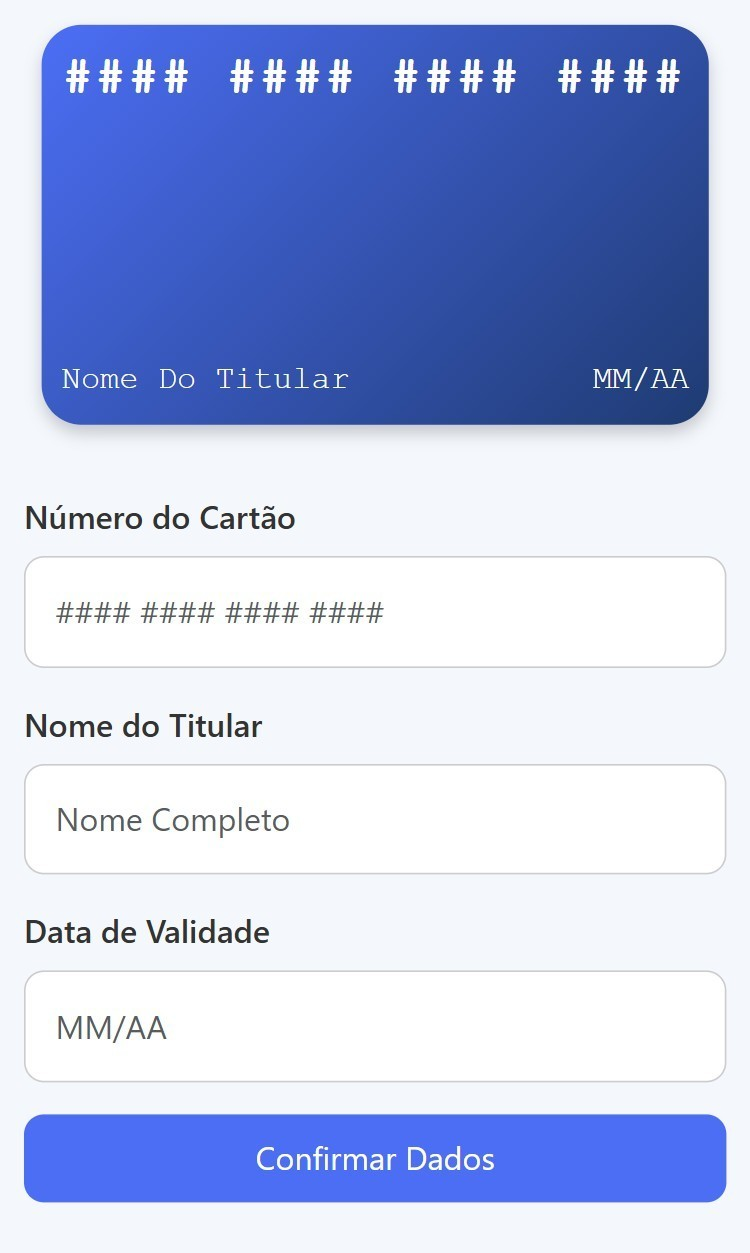 #### #### #### ####
Nome Do Titular MM/AA
Número do Cartão
#### #### #### ####
Nome do Titular
Nome Completo
Data de Validade
MM/AA
Confirmar Dados